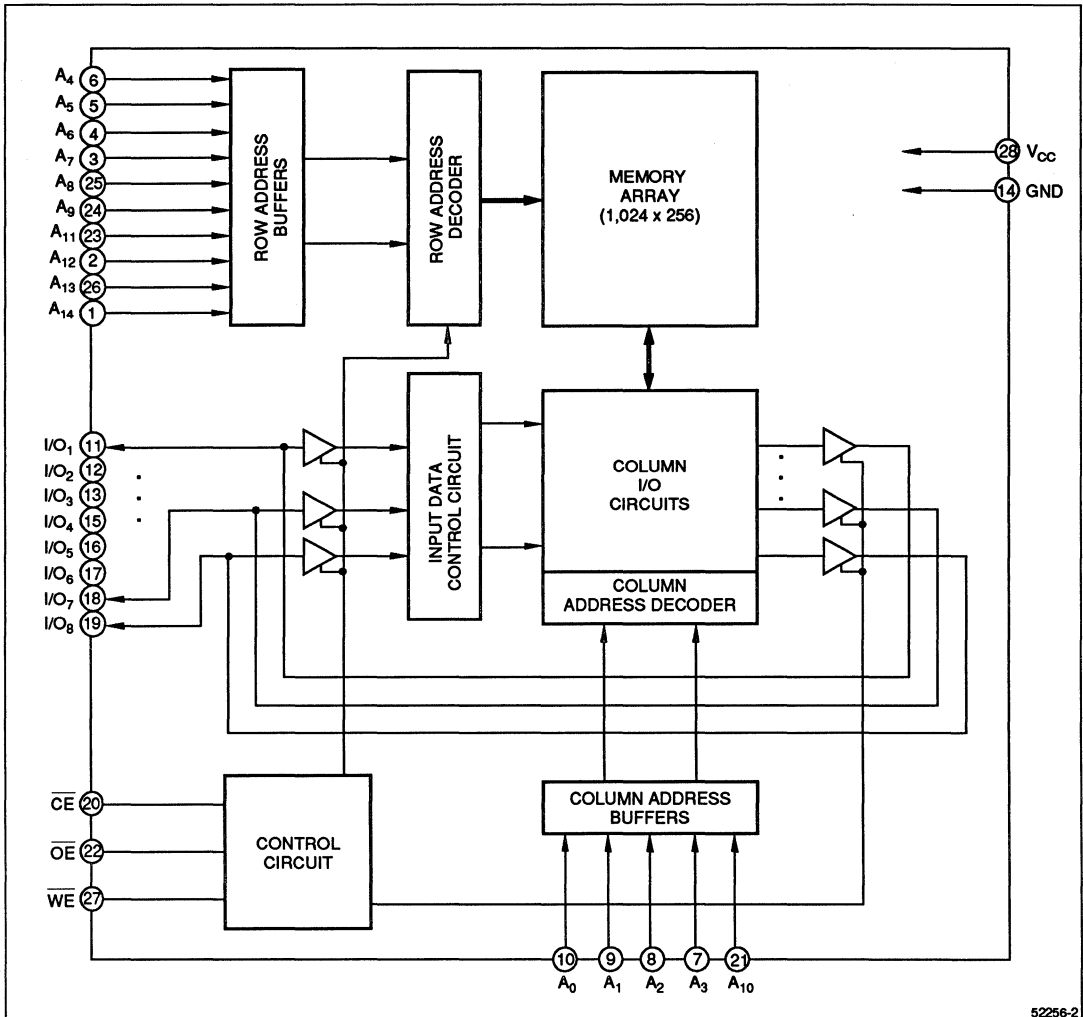 A4 6
A5 5
A6 4
A7 3
A8 25
A9 24
A11 23
A12 2
A13 26
A14 1
ROW ADDRESS
BUFFERS
ROW ADDRESS
DECODER
MEMORY
ARRAY
(1,024 x 256)
28 VCC
14 GND
I/O1 11
I/O2 12
I/O3 13
I/O4 15
I/O5 16
I/O6 17
I/O7 18
I/O8 19
INPUT DATA
CONTROL CIRCUIT
COLUMN
I/O
CIRCUITS
COLUMN
ADDRESS DECODER
C̅E̅ 20
O̅E̅ 22
W̅E̅ 27
CONTROL
CIRCUIT
COLUMN ADDRESS
BUFFERS
10 9 8 7 21
A0 A1 A2 A3 A10
52256-2